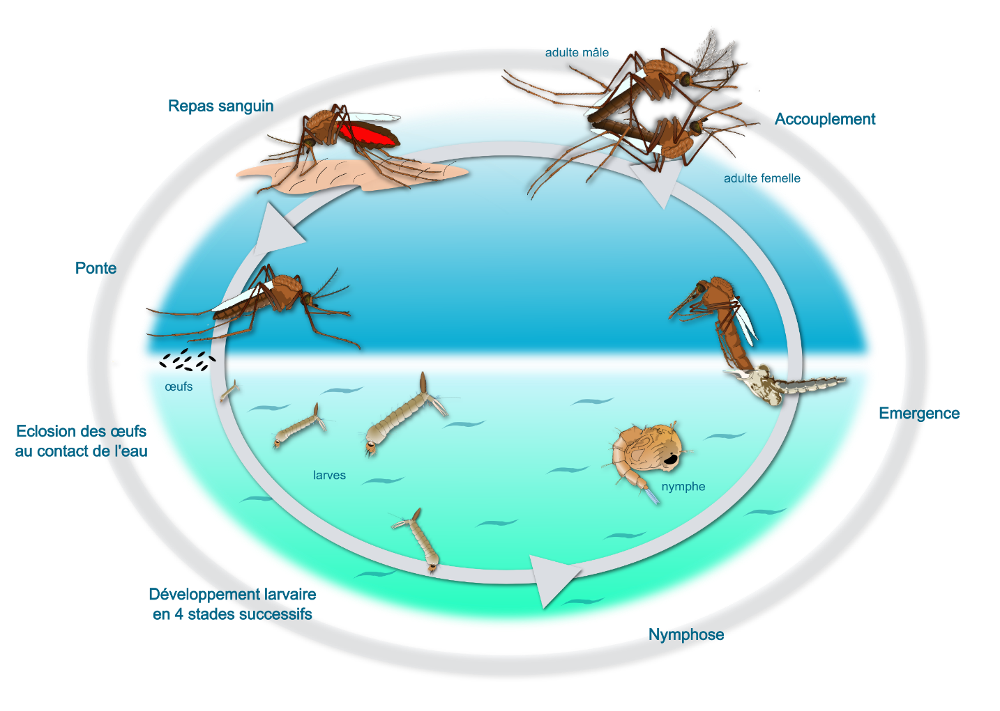 adulte mâle
Repas sanguin
Accouplement
adulte femelle
Ponte
œufs
Emergence
Eclosion des œufs
au contact de l'eau
larves
nymphe
Développement larvaire
en 4 stades successifs
Nymphose